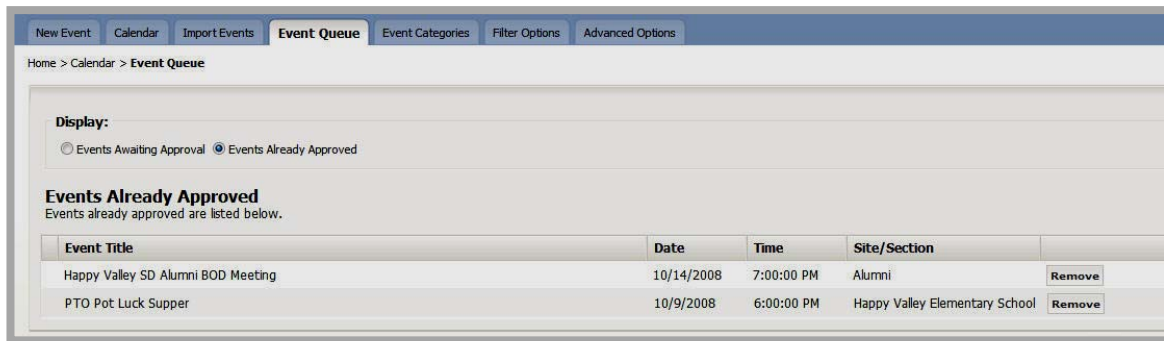 New Event Calendar Import Events Event Queue Event Categories Filter Options Advanced Options
Home > Calendar > Event Queue
Display:
Events Awaiting Approval Events Already Approved
Events Already Approved
Events already approved are listed below.
Event Title Date Time Site/Section
Happy Valley SD Alumni BOD Meeting 10/14/2008 7:00:00 PM Alumni Remove
PTO Pot Luck Supper 10/9/2008 6:00:00 PM Happy Valley Elementary School Remove